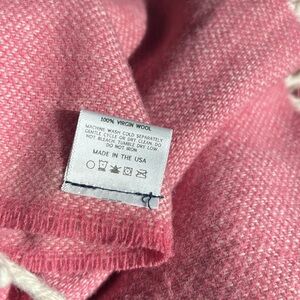 100% VIRGIN WOOL
MACHINE WASH COLD SEPARATELY
GENTLE CYCLE OR DRY CLEAN. DO
NOT BLEACH. TUMBLE DRY LOW.
DO NOT IRON.
MADE IN THE USA